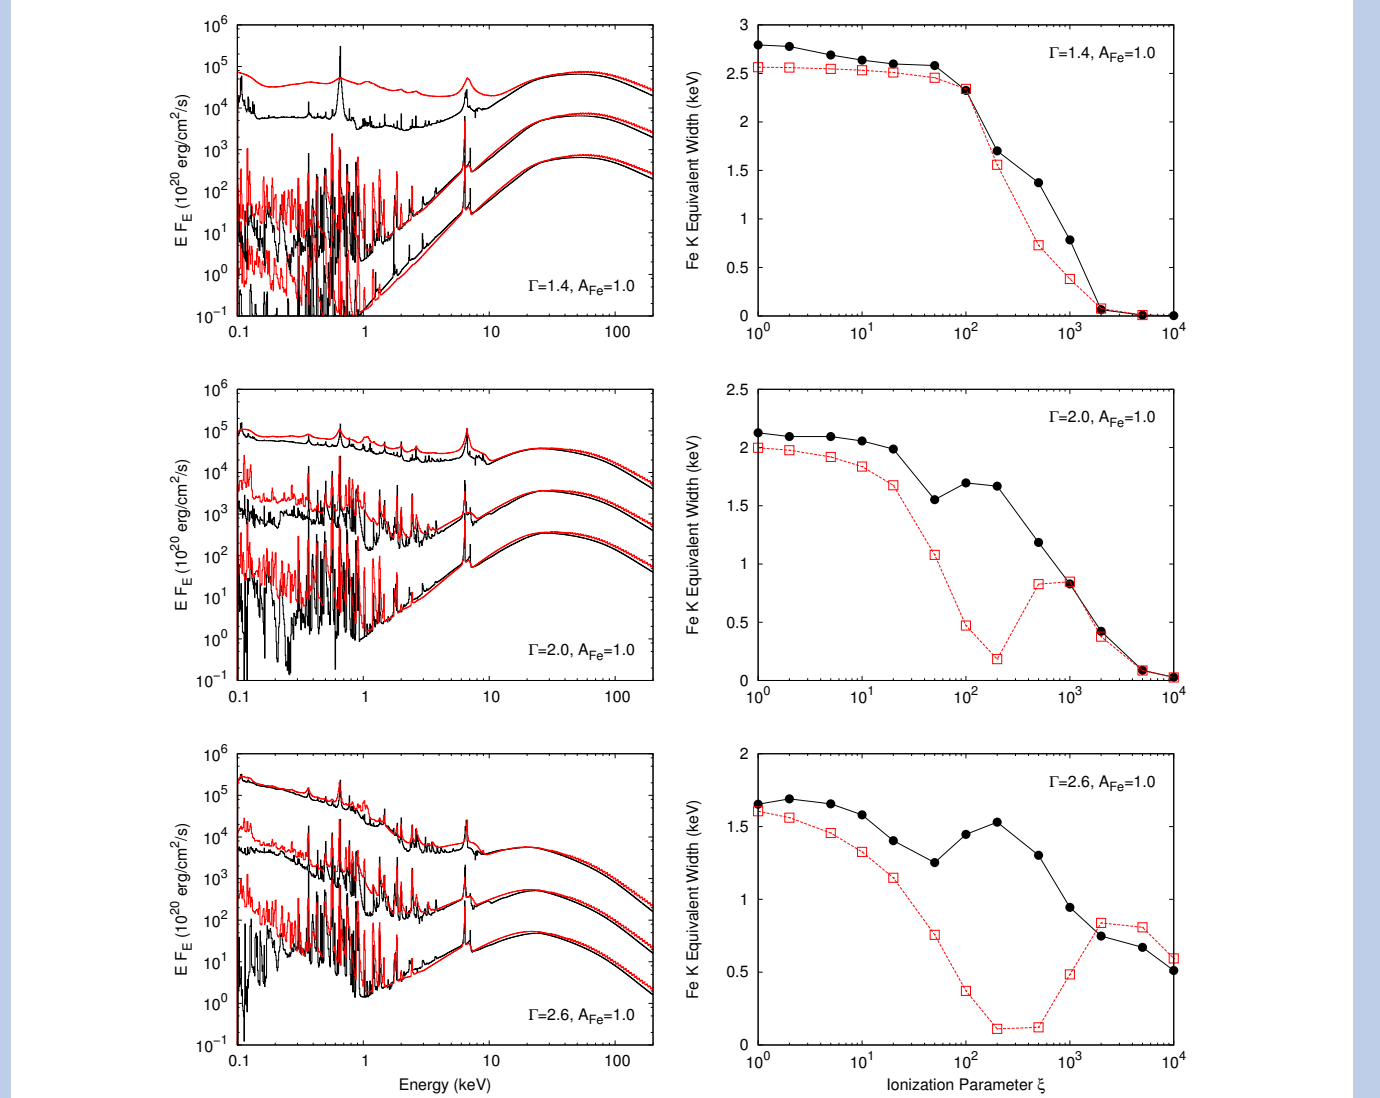 10^6
10^5
10^4
10^3
10^2
10^1
10^0
10^-1
E F_E (10^20 erg/cm^2/s)
Γ=1.4, A_Fe=1.0
0.1 1 10 100
3
2.5
2
1.5
1
0.5
0
Fe K Equivalent Width (keV)
Γ=1.4, A_Fe=1.0
10^0 10^1 10^2 10^3 10^4
10^6
10^5
10^4
10^3
10^2
10^1
10^0
10^-1
E F_E (10^20 erg/cm^2/s)
Γ=2.0, A_Fe=1.0
0.1 1 10 100
2.5
2
1.5
1
0.5
0
Fe K Equivalent Width (keV)
Γ=2.0, A_Fe=1.0
10^0 10^1 10^2 10^3 10^4
10^6
10^5
10^4
10^3
10^2
10^1
10^0
10^-1
E F_E (10^20 erg/cm^2/s)
Γ=2.6, A_Fe=1.0
0.1 1 10 100
Energy (keV)
2
1.5
1
0.5
0
Fe K Equivalent Width (keV)
Γ=2.6, A_Fe=1.0
10^0 10^1 10^2 10^3 10^4
Ionization Parameter ξ